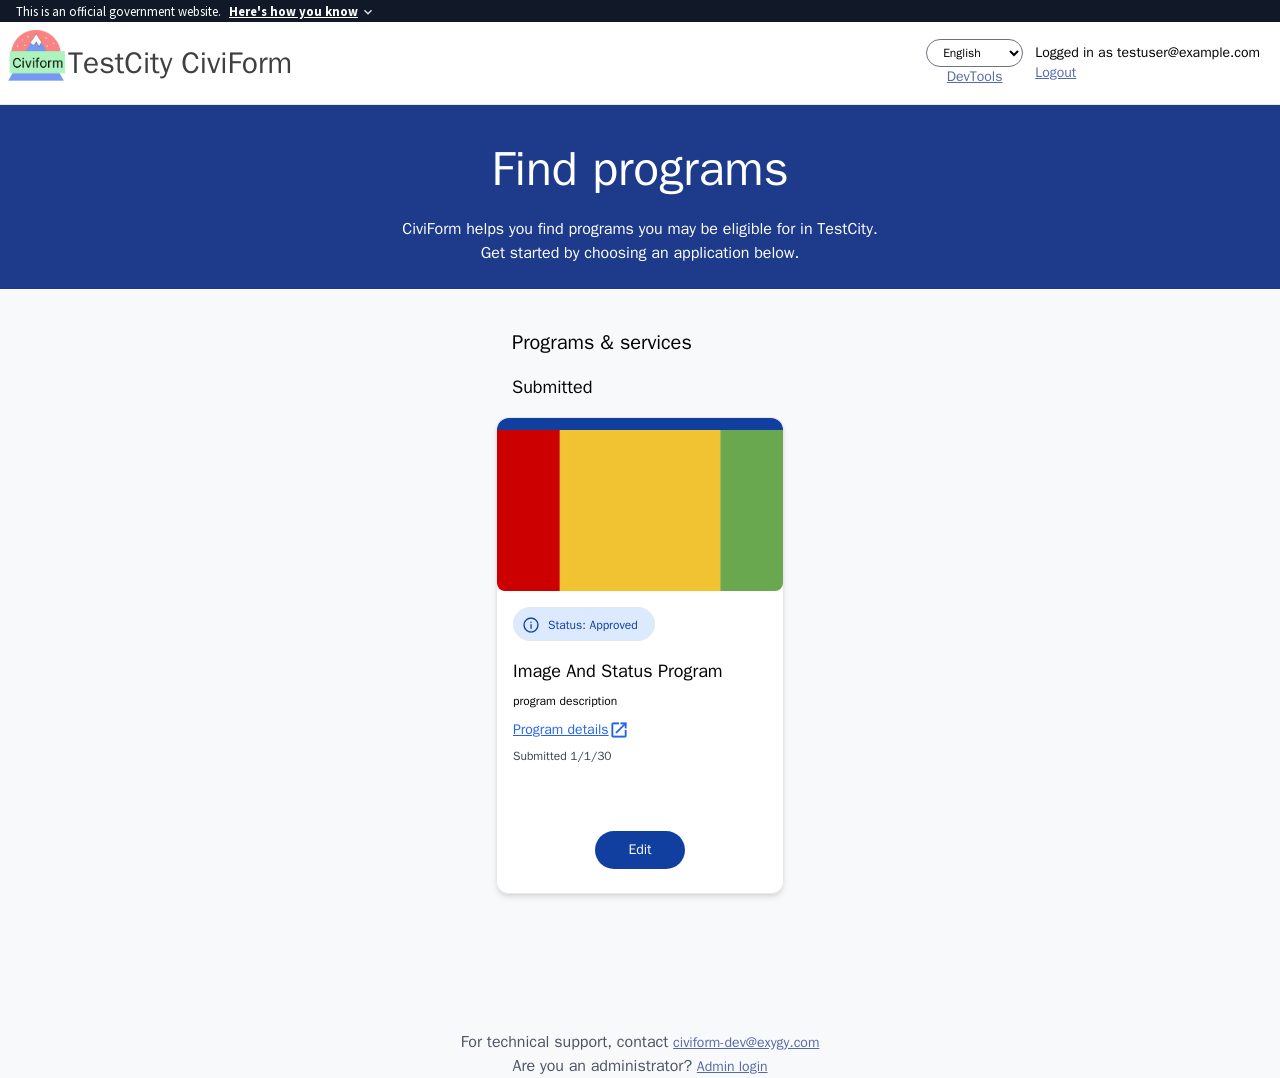 This is an official government website. Here's how you know
Civiform
TestCity CiviForm
English
DevTools
Logged in as testuser@example.com
Logout
Find programs
CiviForm helps you find programs you may be eligible for in TestCity.
Get started by choosing an application below.
Programs & services
Submitted
Status: Approved
Image And Status Program
program description
Program details
Submitted 1/1/30
Edit
For technical support, contact civiform-dev@exygy.com
Are you an administrator? Admin login